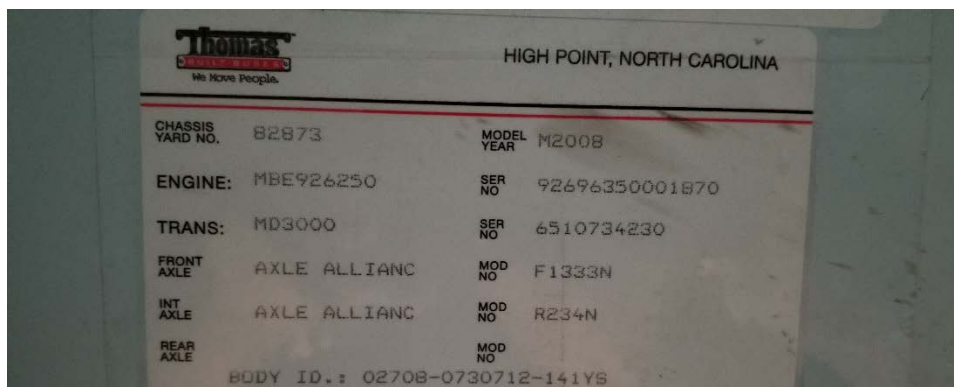 Thomas
BUILT BUSES
We Move People.
HIGH POINT, NORTH CAROLINA
CHASSIS YARD NO. 82873 MODEL YEAR M2008
ENGINE: MBE926250 SER NO 92696350001870
TRANS: MD3000 SER NO 6510734230
FRONT AXLE AXLE ALLIANC MOD NO F1333N
INT AXLE AXLE ALLIANC MOD NO R234N
REAR AXLE MOD NO
BODY ID.: 02708-0730712-141YS